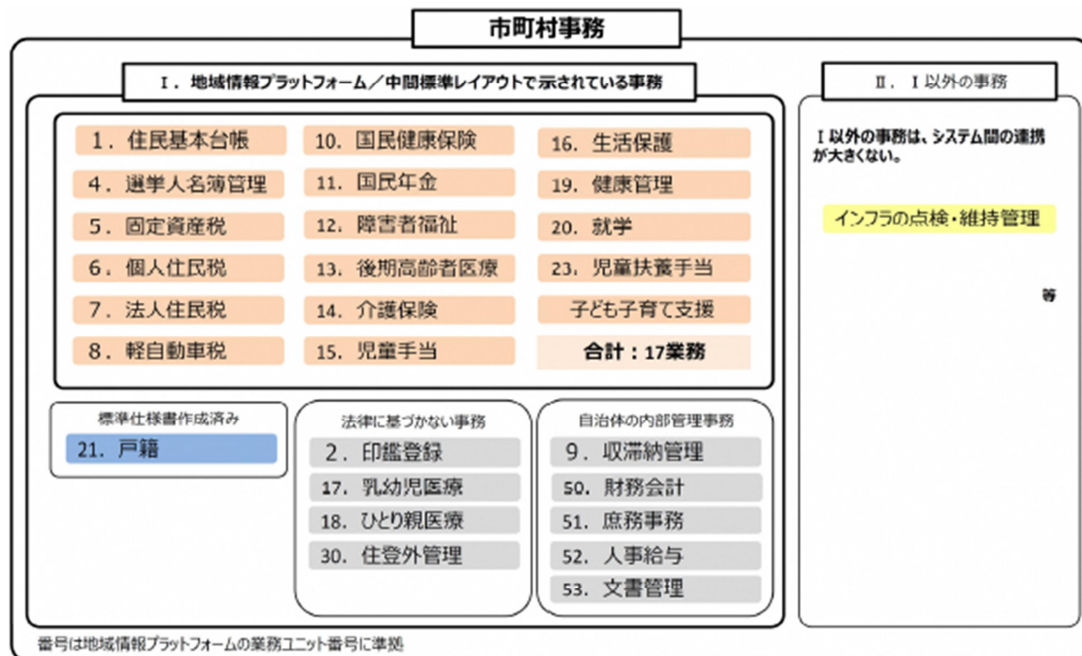 市町村事務
Ⅰ．地域情報プラットフォーム／中間標準レイアウトで示されている事務
1．住民基本台帳
4．選挙人名簿管理
5．固定資産税
6．個人住民税
7．法人住民税
8．軽自動車税
10．国民健康保険
11．国民年金
12．障害者福祉
13．後期高齢者医療
14．介護保険
15．児童手当
16．生活保護
19．健康管理
20．就学
23．児童扶養手当
子ども子育て支援
合計：17業務
標準仕様書作成済み
21．戸籍
法律に基づかない事務
2．印鑑登録
17．乳幼児医療
18．ひとり親医療
30．住登外管理
自治体の内部管理事務
9．収滞納管理
50．財務会計
51．庶務事務
52．人事給与
53．文書管理
Ⅱ．Ⅰ以外の事務
Ⅰ以外の事務は、システム間の連携
が大きくない。
インフラの点検・維持管理
等
番号は地域情報プラットフォームの業務ユニット番号に準拠